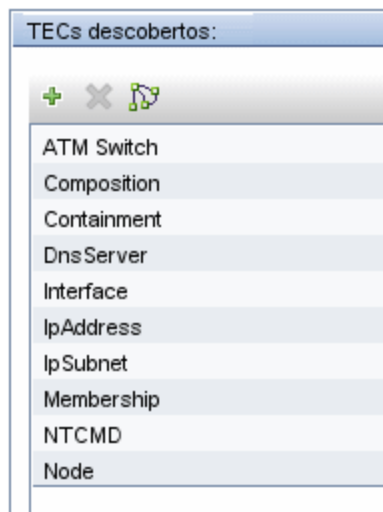 TECs descobertos:
ATM Switch
Composition
Containment
DnsServer
Interface
IpAddress
IpSubnet
Membership
NTCMD
Node